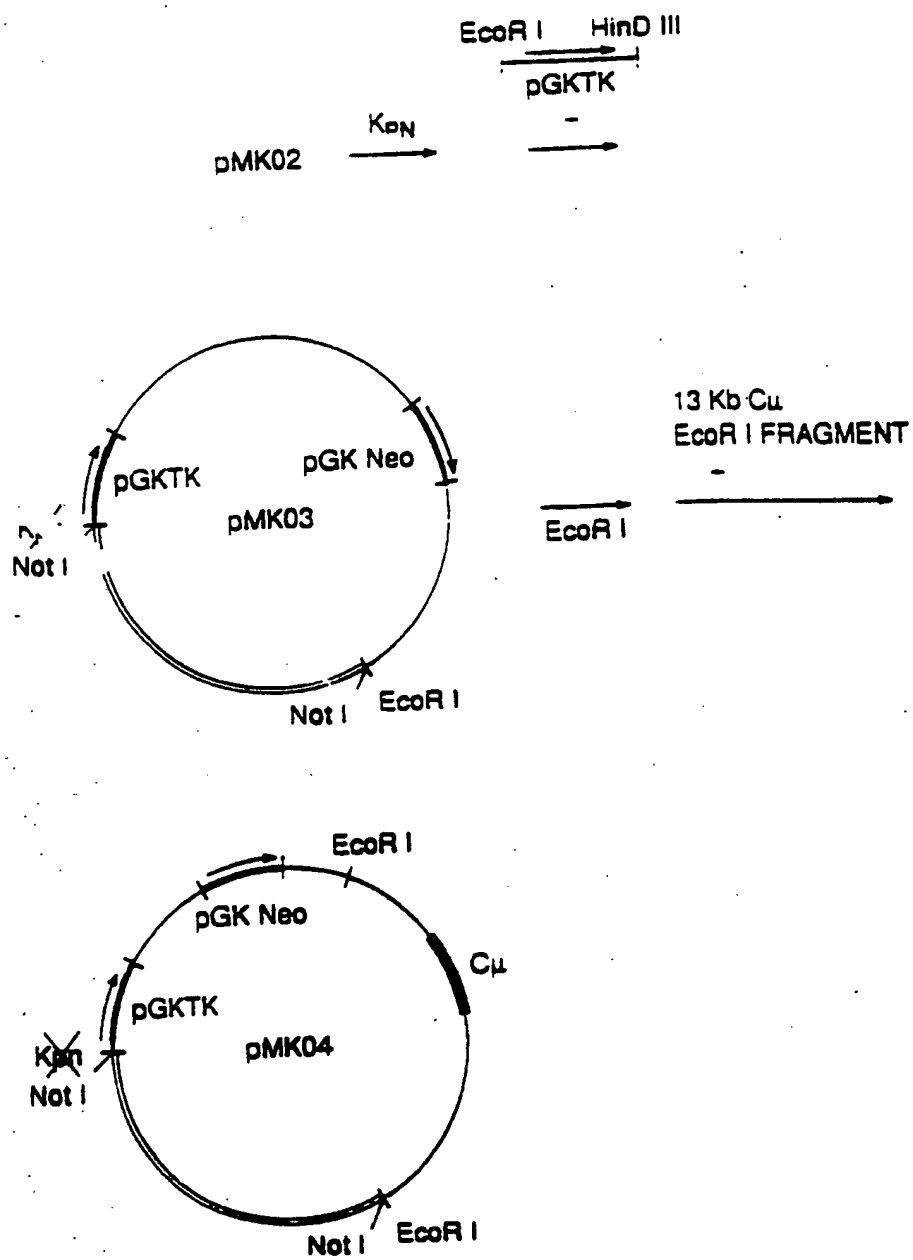 EcoR I HinD III
pGKTK
pMK02
KpN
pGKTK
pGK Neo
pMK03
Not I
Not I
EcoR I
EcoR I
13 Kb Cμ
EcoR I FRAGMENT
EcoR I
pGK Neo
Cμ
pGKTK
pMK04
Kpn
Not I
Not I
EcoR I